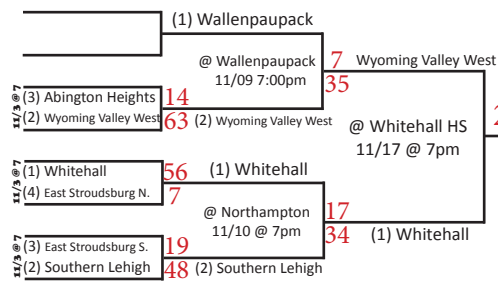 (1) Wallenpaupack
@ Wallenpaupack
11/09 7:00pm
7
Wyoming Valley West
35
11/3 @ 7
(3) Abington Heights
14
(2) Wyoming Valley West
63
(2) Wyoming Valley West
@ Whitehall HS
11/17 @ 7pm
2
11/3 @ 7
(1) Whitehall
56
(1) Whitehall
(4) East Stroudsburg N.
7
@ Northampton
11/10 @ 7pm
17
34
(1) Whitehall
11/3 @ 7
(3) East Stroudsburg S.
19
(2) Southern Lehigh
48
(2) Southern Lehigh